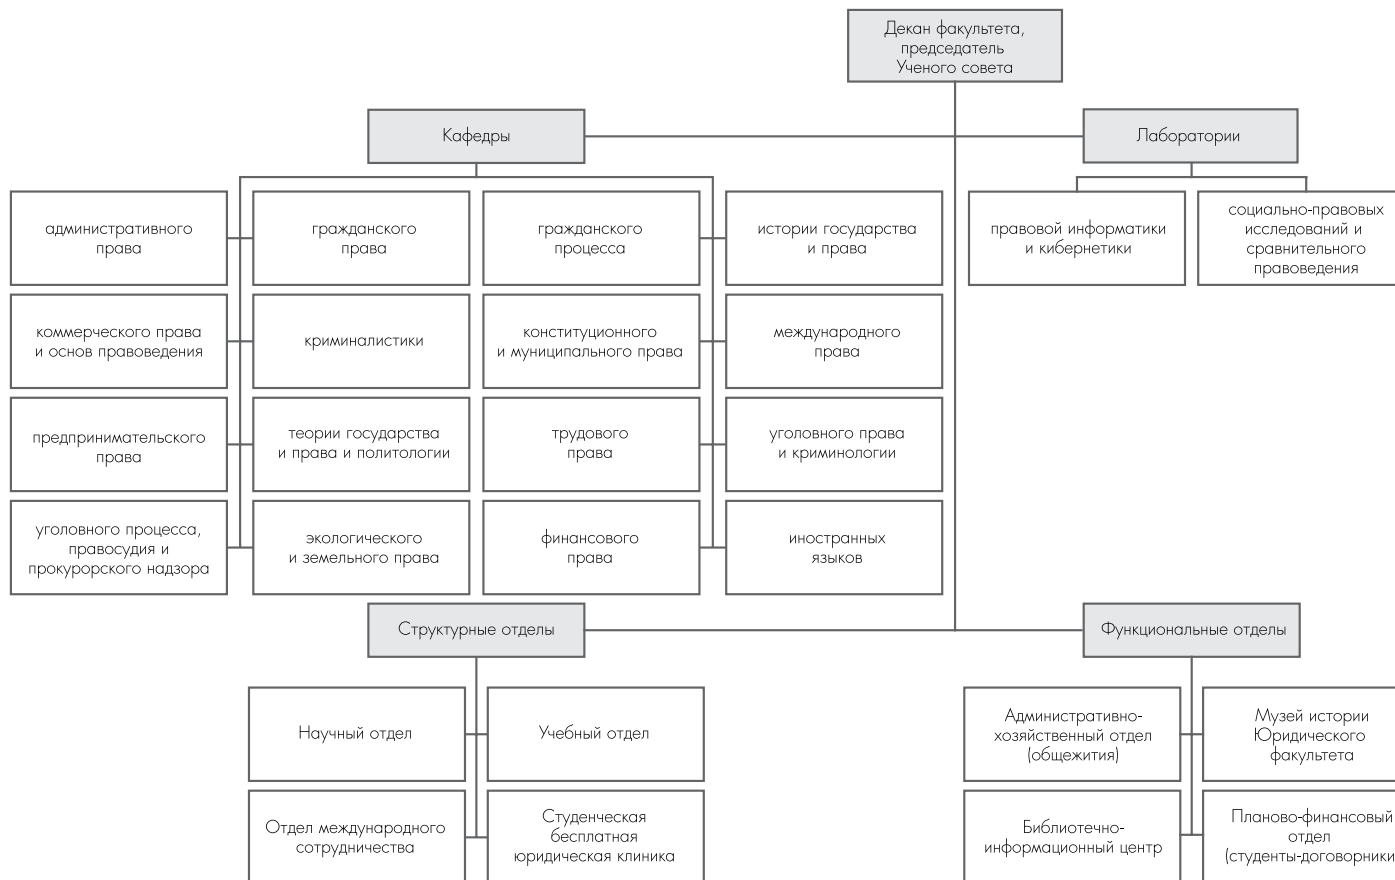 Декан факультета,
председатель
Ученого совета
Кафедры
Лаборатории
административного
права
гражданского
права
гражданского
процесса
истории государства
и права
правовой информатики
и кибернетики
социально-правовых
исследований и
сравнительного
правоведения
коммерческого права
и основ правоведения
криминалистики
конституционного
и муниципального права
международного
права
предпринимательского
права
теории государства
и права и политологии
трудового
права
уголовного права
и криминологии
уголовного процесса,
правосудия и
прокурорского надзора
экологического
и земельного права
финансового
права
иностранных
языков
Структурные отделы
Функциональные отделы
Научный отдел
Учебный отдел
Административно-
хозяйственный отдел
(общежития)
Музей истории
Юридического
факультета
Отдел международного
сотрудничества
Студенческая
бесплатная
юридическая клиника
Библиотечно-
информационный центр
Планово-финансовый
отдел
(студенты-договорники